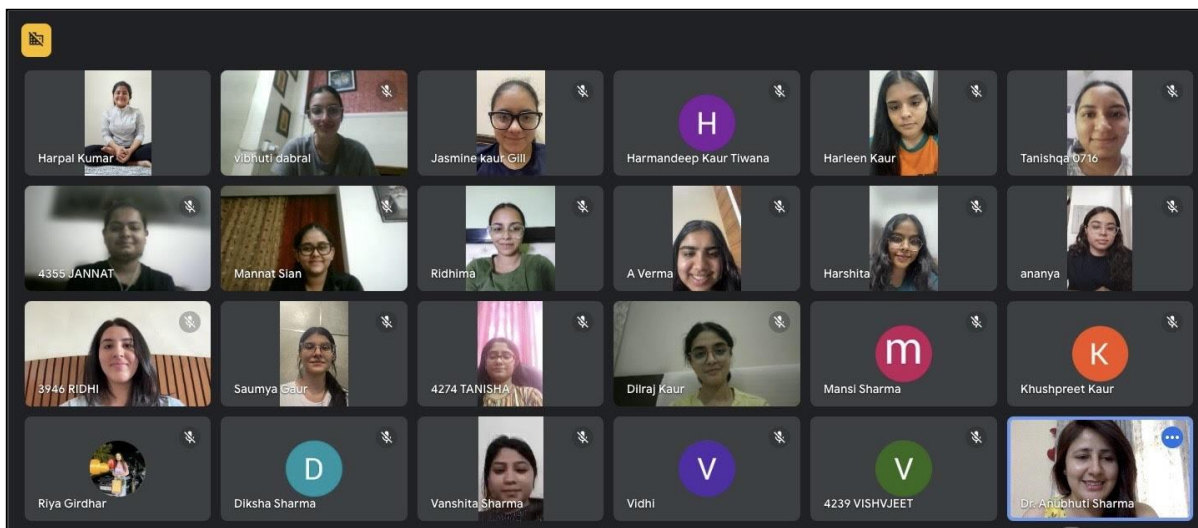 Harpal Kumar
vibhuti dabral
Jasmine kaur Gill
H
Harmandeep Kaur Tiwana
Harleen Kaur
Tanishqa 0716
4355 JANNAT
Mannat Sian
Ridhima
A Verma
Harshita
ananya
3946 RIDHI
Saumya Gaur
4274 TANISHA
Dilraj Kaur
m
Mansi Sharma
K
Khushpreet Kaur
Riya Girdhar
D
Diksha Sharma
Vanshita Sharma
V
Vidhi
V
4239 VISHVJEET
Dr. Anubhuti Sharma